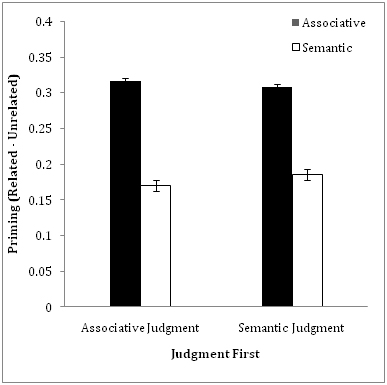 0.4
0.35
0.3
0.25
0.2
0.15
0.1
0.05
0
Priming (Related - Unrelated)
Associative
Semantic
Associative Judgment
Semantic Judgment
Judgment First